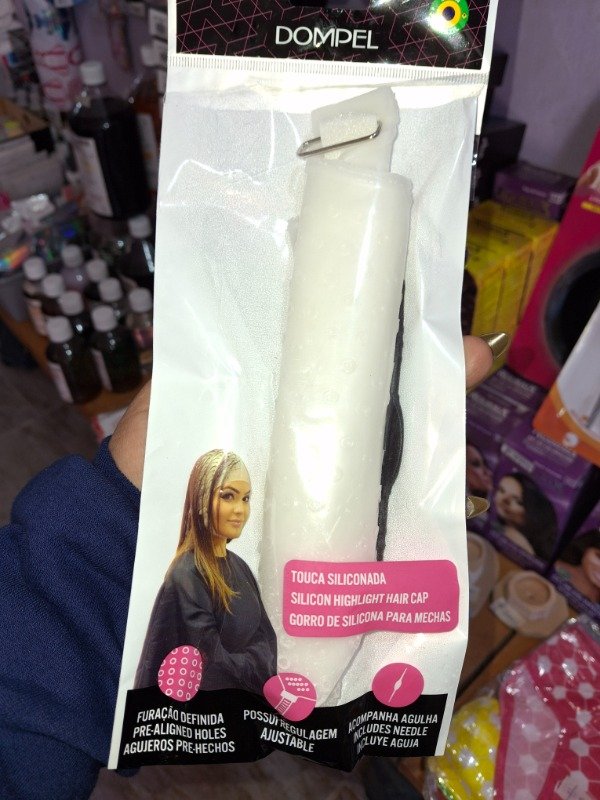 DOMPEL
TOUCA SILICONADA
SILICON HIGHLIGHT HAIR CAP
GORRO DE SILICONA PARA MECHAS
FURAÇÃO DEFINIDA
PRE-ALIGNED HOLES
AGUJEROS PRE-HECHOS
POSSUI REGULAGEM
AJUSTABLE
ACOMPANHA AGULHA
INCLUDES NEEDLE
INCLUYE AGUJA